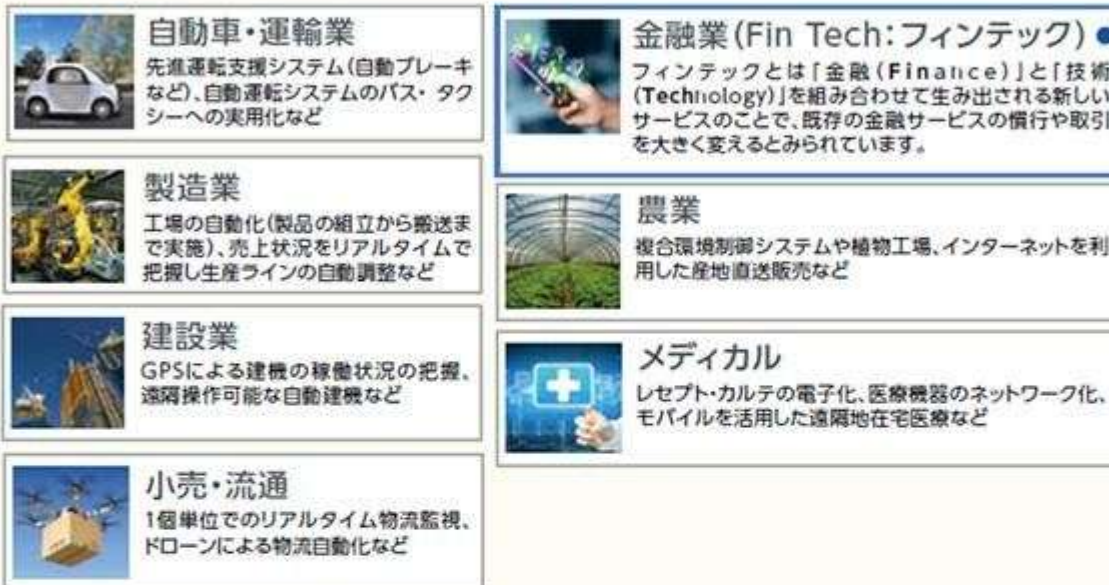 自動車・運輸業
先進運転支援システム(自動ブレーキ
など)、自動運転システムのバス・ タク
シーへの実用化など
製造業
工場の自動化(製品の組立から搬送ま
で実施)、売上状況をリアルタイムで
把握し生産ラインの自動調整など
建設業
GPSによる建機の稼働状況の把握、
遠隔操作可能な自動建機など
小売・流通
1個単位でのリアルタイム物流監視、
ドローンによる物流自動化など
金融業(Fin Tech:フィンテック)
フィンテックとは「金融(Finance)」と「技術
(Technology)」を組み合わせて生み出される新しい
サービスのことで、既存の金融サービスの慣行や取引
を大きく変えるとみられています。
農業
複合環境制御システムや植物工場、インターネットを利
用した産地直送販売など
メディカル
レセプト・カルテの電子化、医療機器のネットワーク化、
モバイルを活用した遠隔地在宅医療など